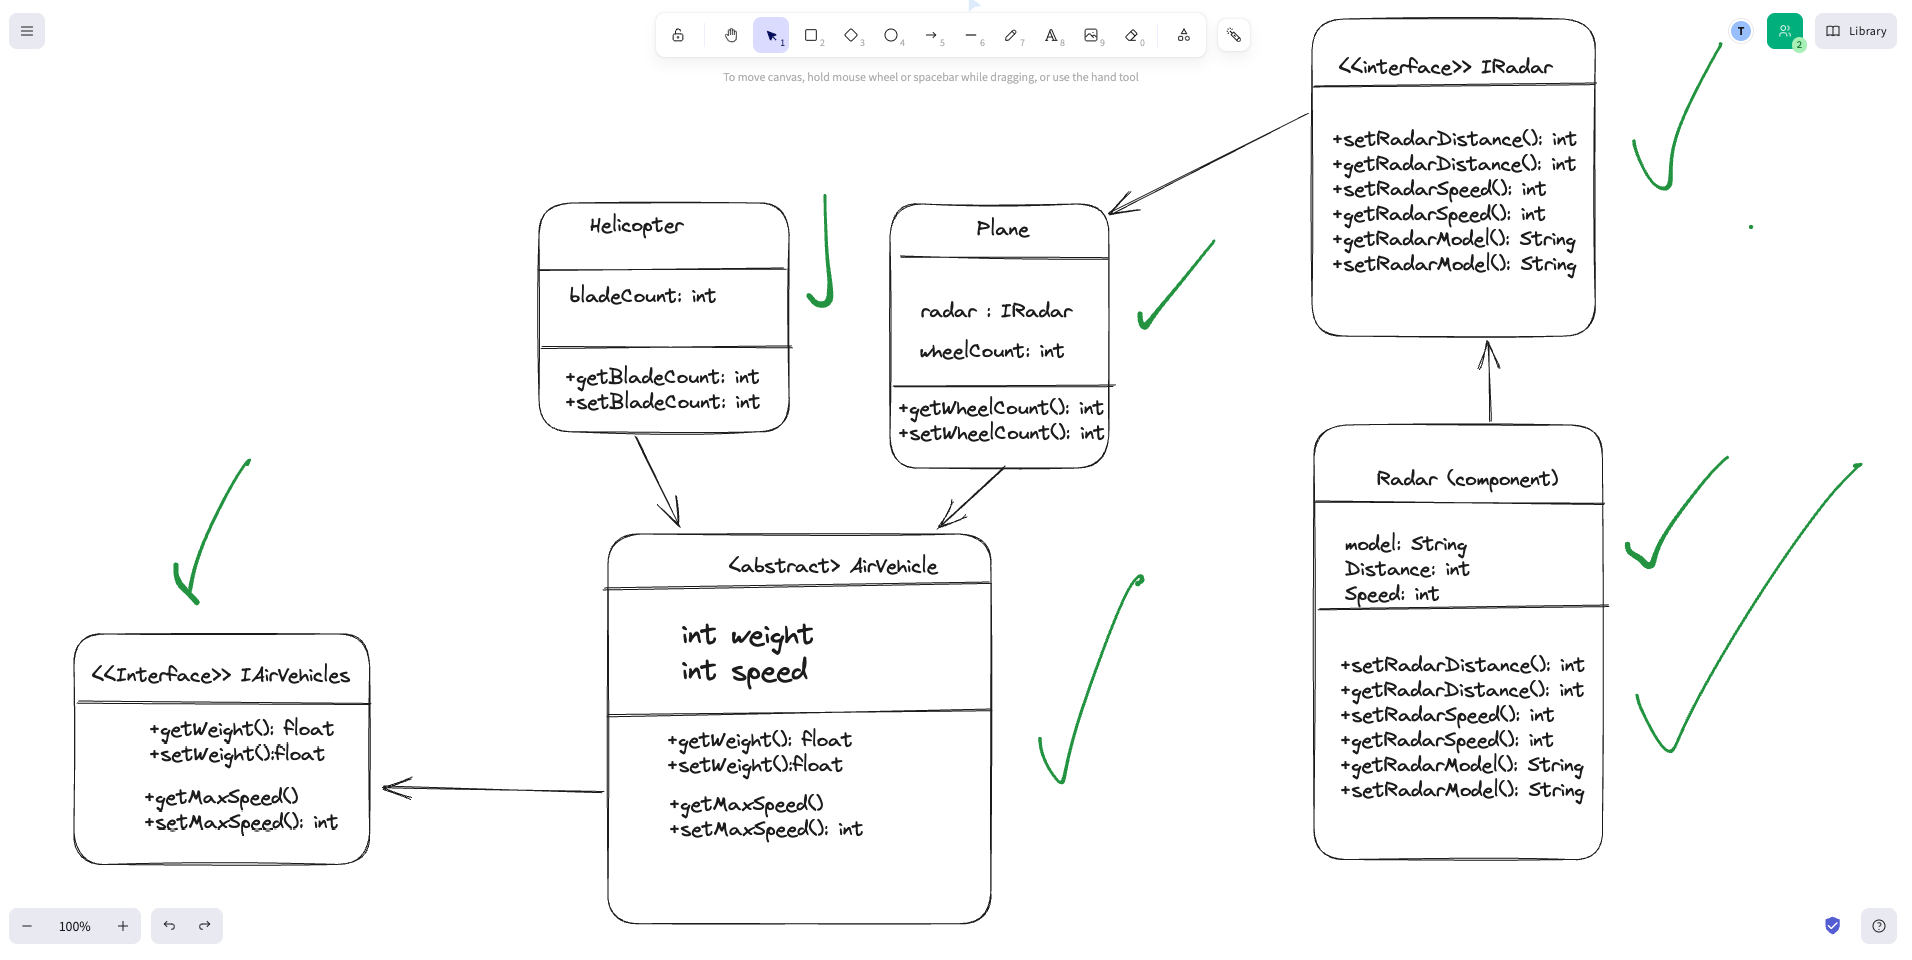 1
2
3
4
5
6
7
8
9
0
T
2
Library
To move canvas, hold mouse wheel or spacebar while dragging, or use the hand tool
<<interface>> IRadar
+setRadarDistance(): int
+getRadarDistance(): int
+setRadarSpeed(): int
+getRadarSpeed(): int
+getRadarModel(): String
+setRadarModel(): String
Helicopter
bladeCount: int
+getBladeCount: int
+setBladeCount: int
Plane
radar : IRadar
wheelCount: int
+getWheelCount(): int
+setWheelCount(): int
Radar (component)
model: String
Distance: int
Speed: int
+setRadarDistance(): int
+getRadarDistance(): int
+setRadarSpeed(): int
+getRadarSpeed(): int
+getRadarModel(): String
+setRadarModel(): String
<abstract> AirVehicle
int weight
int speed
+getWeight(): float
+setWeight():float
+getMaxSpeed()
+setMaxSpeed(): int
<<Interface>> IAirVehicles
+getWeight(): float
+setWeight():float
+getMaxSpeed()
+setMaxSpeed(): int
100%